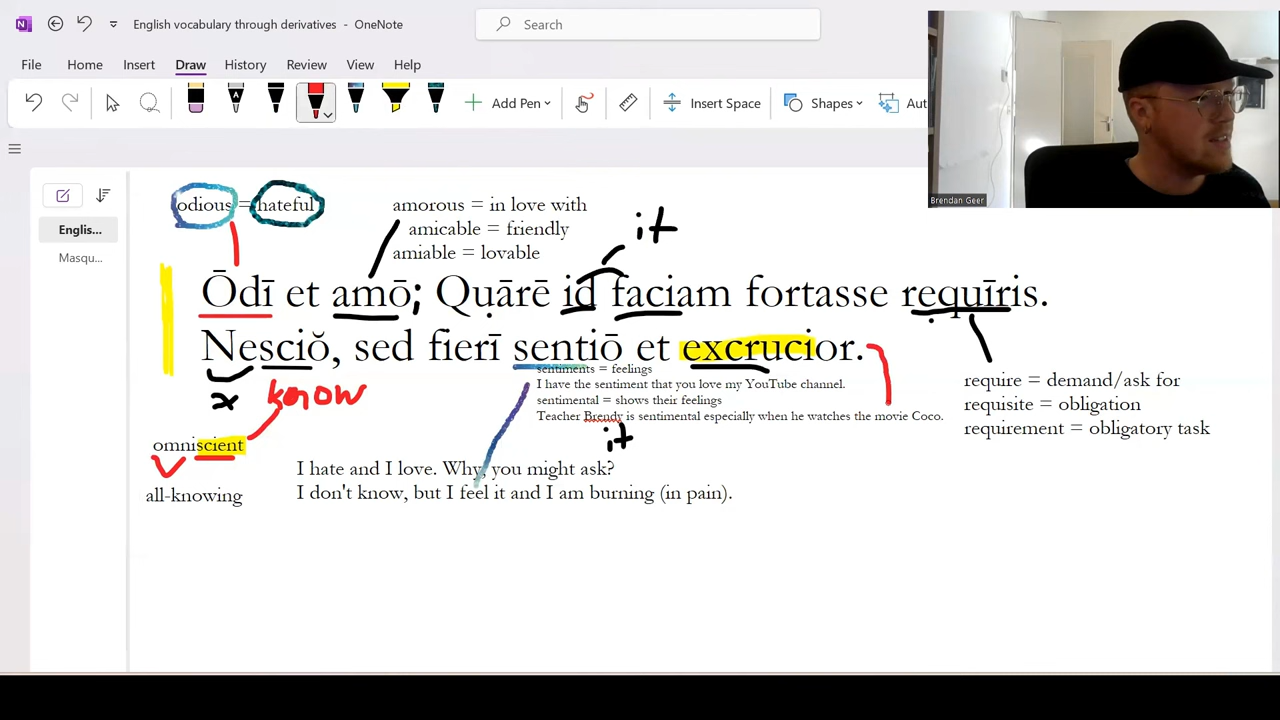 English vocabulary through derivatives - OneNote
Search
File Home Insert Draw View History Review View Help
Add Pen Insert Space Shapes Aut
Brendan Geer
Englis...
Masqu...
odious = hateful
amorous = in love with
amicable = friendly
amiable = lovable
it
Ōdī et amō; Quārē id faciam fortasse requīris.
Nesciŏ, sed fierī sentiō et excrucior.
x know
sentiments = feelings
I have the sentiment that you love my YouTube channel.
sentimental = shows their feelings
Teacher Brendy is sentimental especially when he watches the movie Coco.
require = demand/ask for
requisite = obligation
requirement = obligatory task
omniscient
all-knowing
it
I hate and I love. Why, you might ask?
I don't know, but I feel it and I am burning (in pain).